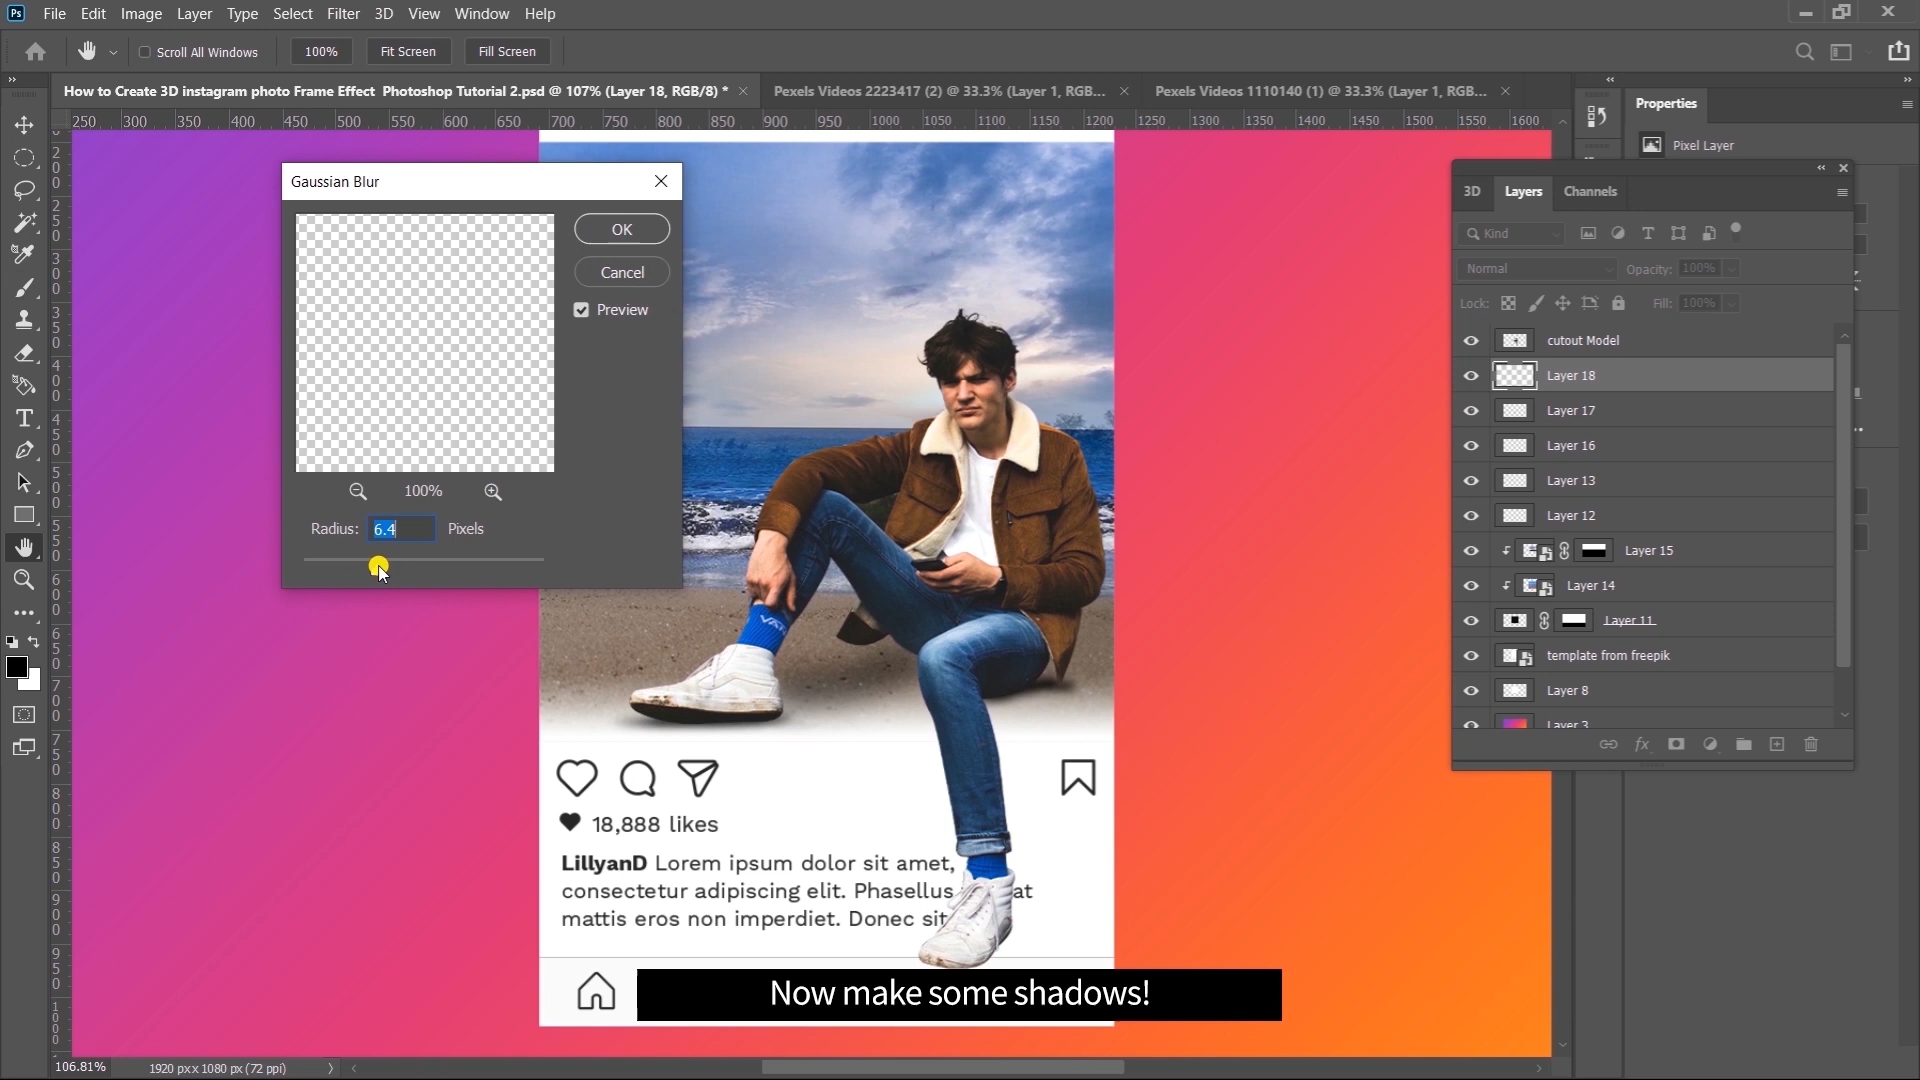 Ps File Edit Image Layer Type Select Filter 3D View Window Help
Scroll All Windows 100% Fit Screen Fill Screen
How to Create 3D instagram photo Frame Effect Photoshop Tutorial 2.psd @ 107% (Layer 18, RGB/8) *
Pexels Videos 2223417 (2) @ 33.3% (Layer 1, RGB...
Pexels Videos 1110140 (1) @ 33.3% (Layer 1, RGB...
250 300 350 400 450 500 550 600 650 700 750 800 850 900 950 1000 1050 1100 1150 1200 1250 1300 1350 1400 1450 1500 1550 1600
Properties
Pixel Layer
Gaussian Blur
OK
Cancel
Preview
100%
Radius: 6.4 Pixels
3D Layers Channels
Kind
Normal Opacity: 100%
Lock: Fill: 100%
cutout Model
Layer 18
Layer 17
Layer 16
Layer 13
Layer 12
Layer 15
Layer 14
Layer 11
template from freepik
Layer 8
Layer 3
fx
18,888 likes
LillyanD Lorem ipsum dolor sit amet,
consectetur adipiscing elit. Phasellus at
mattis eros non imperdiet. Donec sit
Now make some shadows!
106.81% 1920 px x 1080 px (72 ppi)